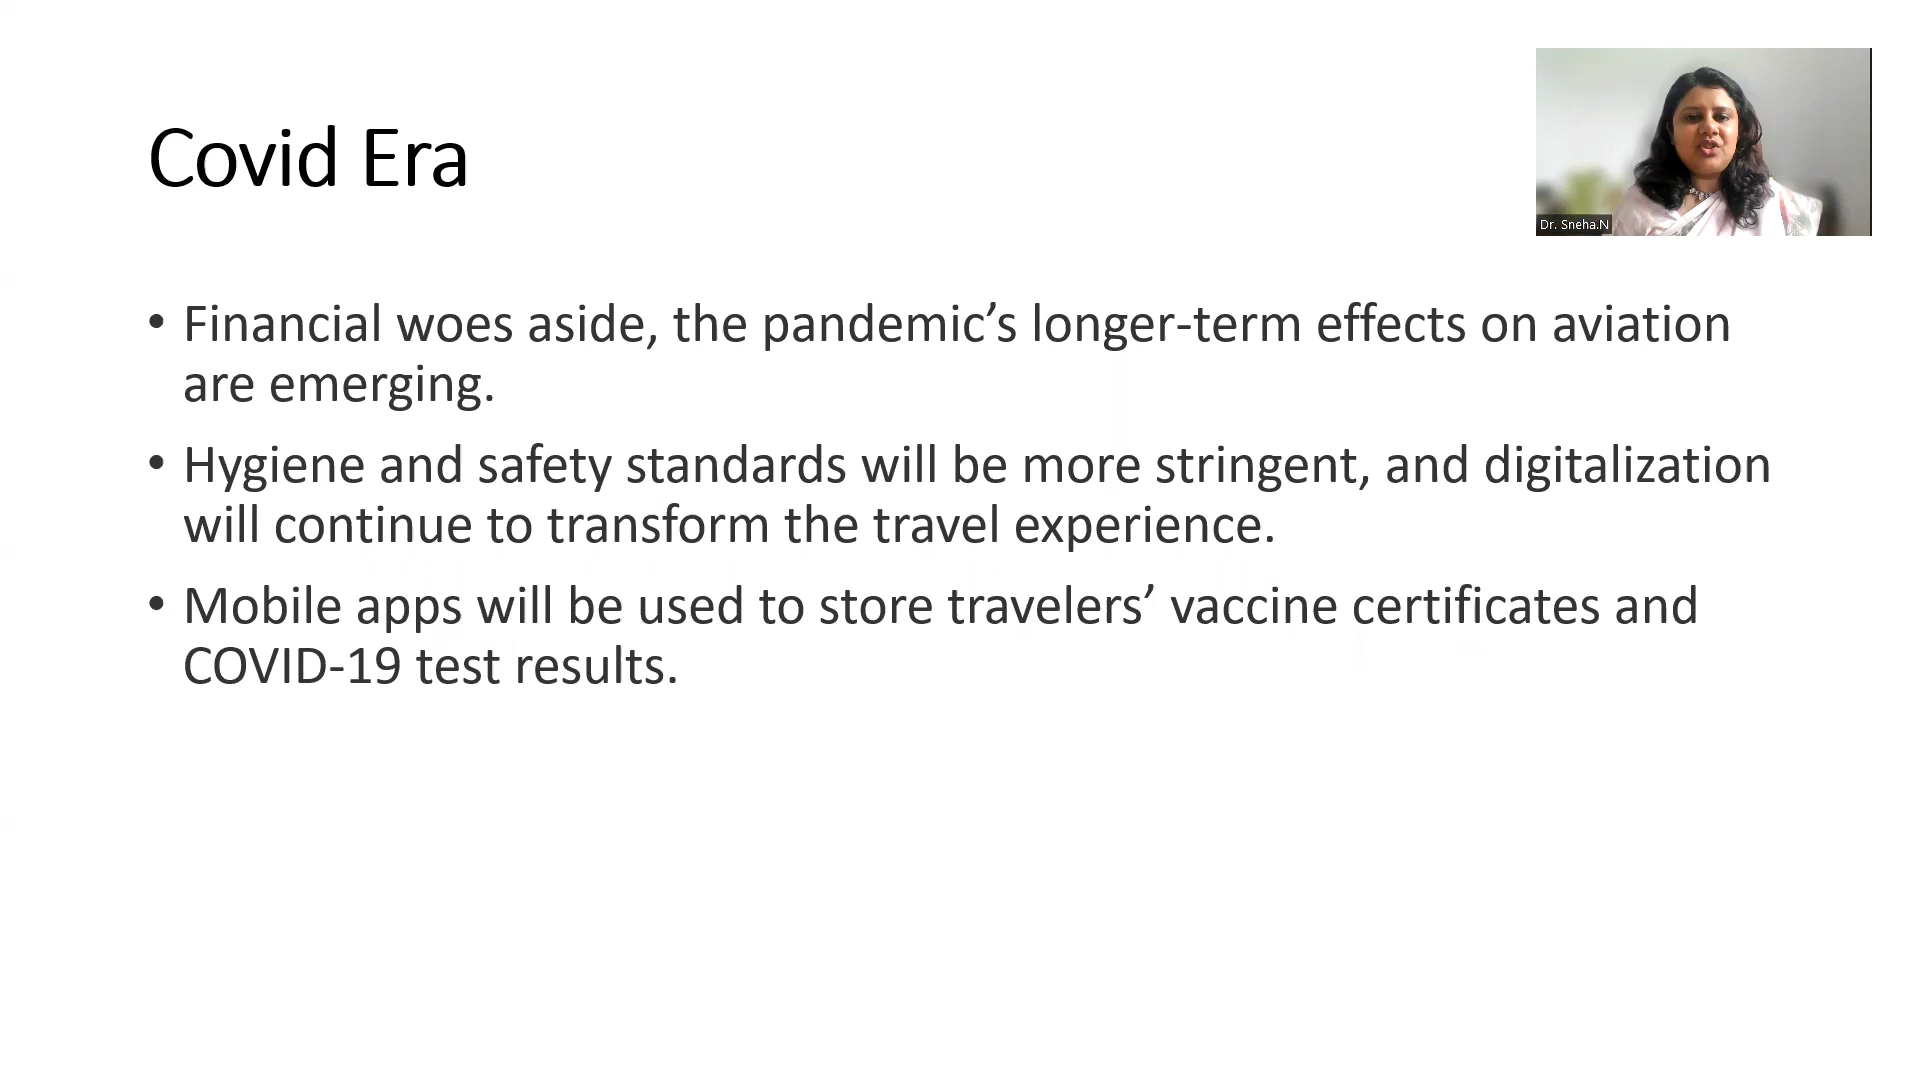 Covid Era
Dr. Sneha.N
• Financial woes aside, the pandemic’s longer-term effects on aviation
are emerging.
• Hygiene and safety standards will be more stringent, and digitalization
will continue to transform the travel experience.
• Mobile apps will be used to store travelers’ vaccine certificates and
COVID-19 test results.